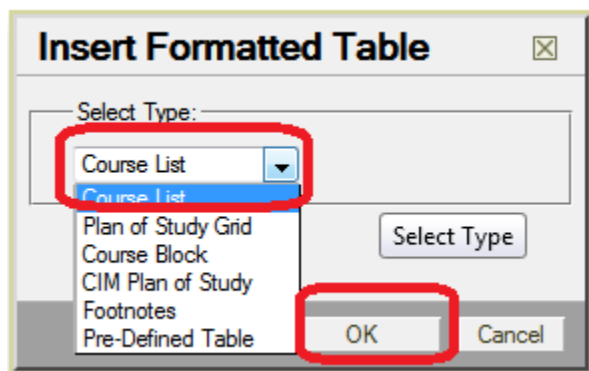 Insert Formatted Table
Select Type:
Course List
Course List
Plan of Study Grid
Course Block
CIM Plan of Study
Footnotes
Pre-Defined Table
Select Type
OK
Cancel